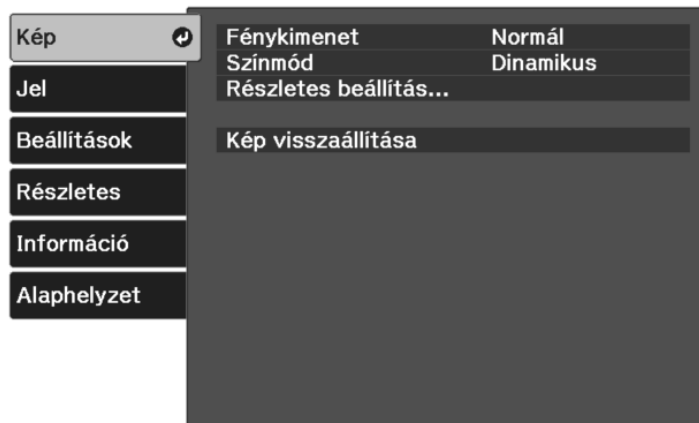 Kép
Jel
Beállítások
Részletes
Információ
Alaphelyzet
Fénykimenet Normál
Színmód Dinamikus
Részletes beállítás...
Kép visszaállítása